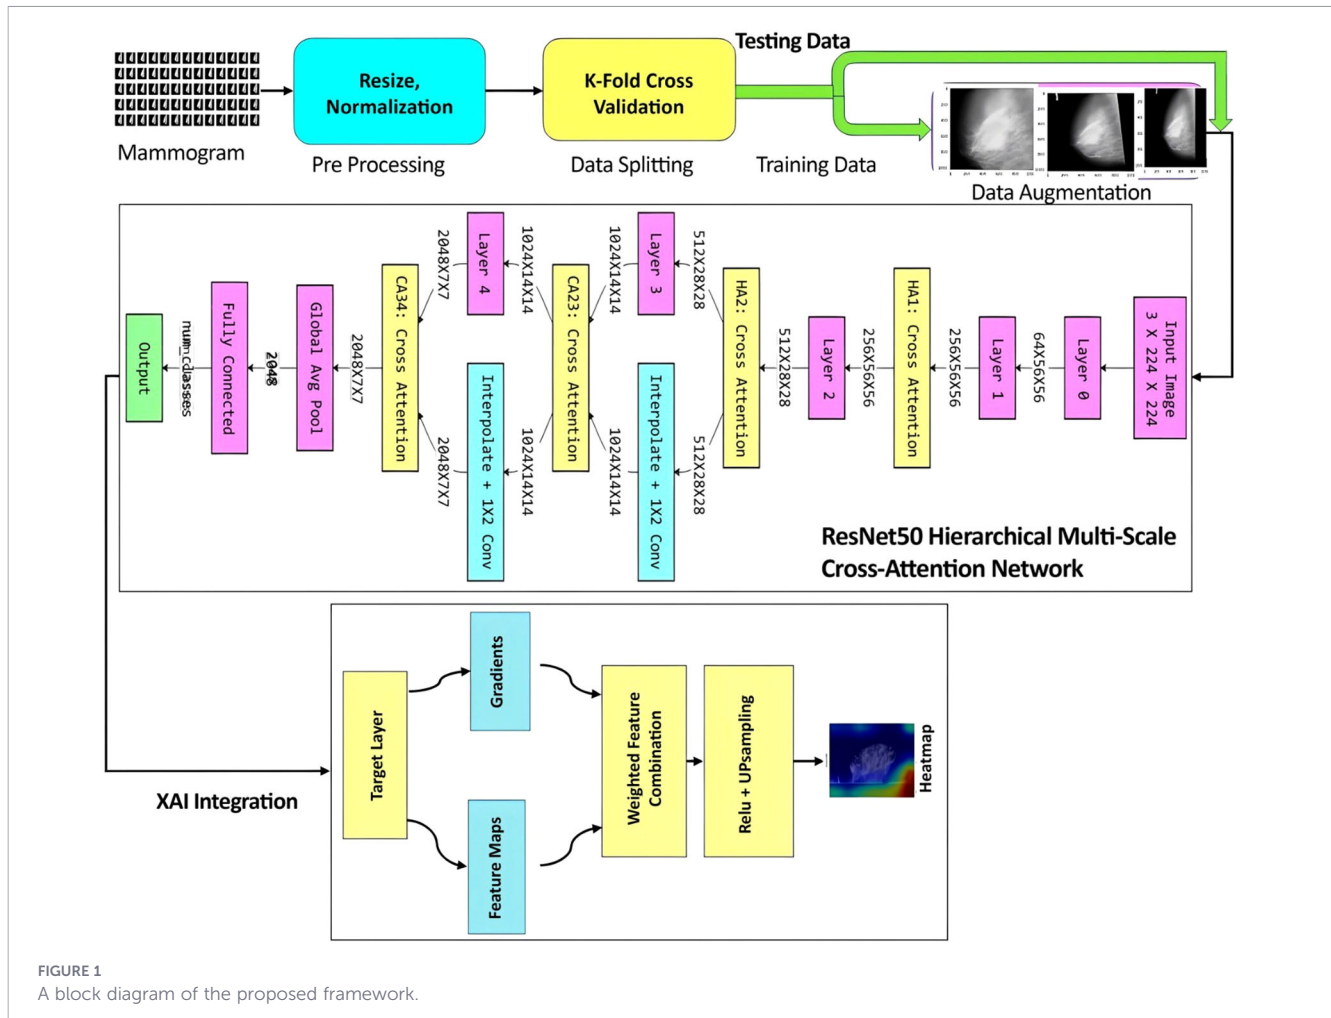 Testing Data
Resize,
Normalization
K-Fold Cross
Validation
Mammogram
Pre Processing
Data Splitting
Training Data
Data Augmentation
Input Image
3 X 224 X 224
Layer 0
64X56X56
Layer 1
256X56X56
HA1: Cross Attention
256X56X56
Layer 2
512X28X28
HA2: Cross Attention
512X28X28
512X28X28
Layer 3
Interpolate + 1X2 Conv
1024X14X14
1024X14X14
CA23: Cross Attention
1024X14X14
1024X14X14
Layer 4
Interpolate + 1X2 Conv
2048X7X7
2048X7X7
CA34: Cross Attention
2048X7X7
Global Avg Pool
2048
Fully Connected
num_classes
Output
ResNet50 Hierarchical Multi-Scale
Cross-Attention Network
XAI Integration
Target Layer
Gradients
Feature Maps
Weighted Feature
Combination
Relu + UPsampling
Heatmap
FIGURE 1
A block diagram of the proposed framework.